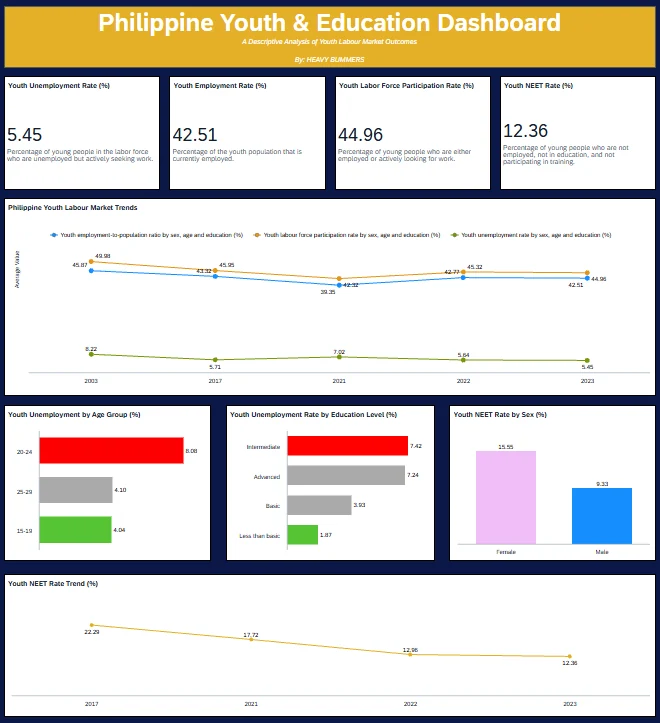 Philippine Youth & Education Dashboard
A Descriptive Analysis of Youth Labour Market Outcomes
By: HEAVY BUMMERS
Youth Unemployment Rate (%)
5.45
Percentage of young people in the labor force
who are unemployed but actively seeking work.
Youth Employment Rate (%)
42.51
Percentage of the youth population that is
currently employed.
Youth Labor Force Participation Rate (%)
44.96
Percentage of young people who are either
employed or actively looking for work.
Youth NEET Rate (%)
12.36
Percentage of young people who are not
employed, not in education, and not
participating in training.
Philippine Youth Labour Market Trends
Youth employment-to-population ratio by sex, age and education (%)
Youth labour force participation rate by sex, age and education (%)
Youth unemployment rate by sex, age and education (%)
Average Value
49.98
45.87
45.95
43.32
42.32
39.35
45.32
42.77
44.96
42.51
8.22
5.71
7.02
5.64
5.45
2003
2017
2021
2022
2023
Youth Unemployment by Age Group (%)
20-24
8.08
25-29
4.10
15-19
4.04
Youth Unemployment Rate by Education Level (%)
Intermediate
7.42
Advanced
7.24
Basic
3.93
Less than basic
1.87
Youth NEET Rate by Sex (%)
15.55
9.33
Female
Male
Youth NEET Rate Trend (%)
22.29
17.72
12.96
12.36
2017
2021
2022
2023